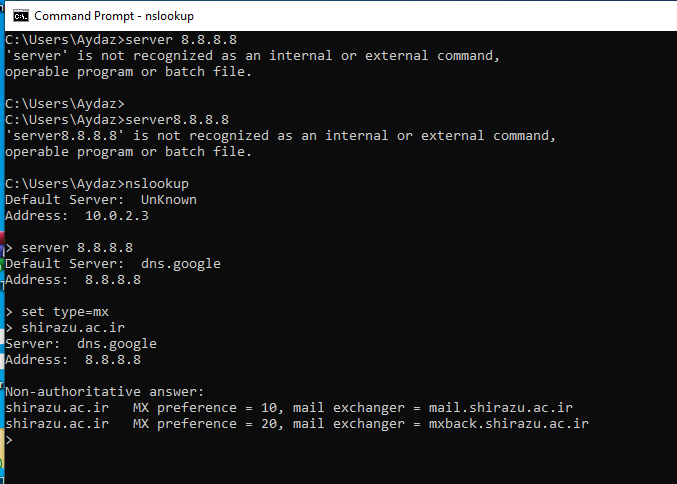 Command Prompt - nslookup
C:\Users\Aydaz>server 8.8.8.8
'server' is not recognized as an internal or external command,
operable program or batch file.
C:\Users\Aydaz>
C:\Users\Aydaz>server8.8.8.8
'server8.8.8.8' is not recognized as an internal or external command,
operable program or batch file.
C:\Users\Aydaz>nslookup
Default Server:  UnKnown
Address:  10.0.2.3
> server 8.8.8.8
Default Server:  dns.google
Address:  8.8.8.8
> set type=mx
> shirazu.ac.ir
Server:  dns.google
Address:  8.8.8.8
Non-authoritative answer:
shirazu.ac.ir   MX preference = 10, mail exchanger = mail.shirazu.ac.ir
shirazu.ac.ir   MX preference = 20, mail exchanger = mxback.shirazu.ac.ir
>